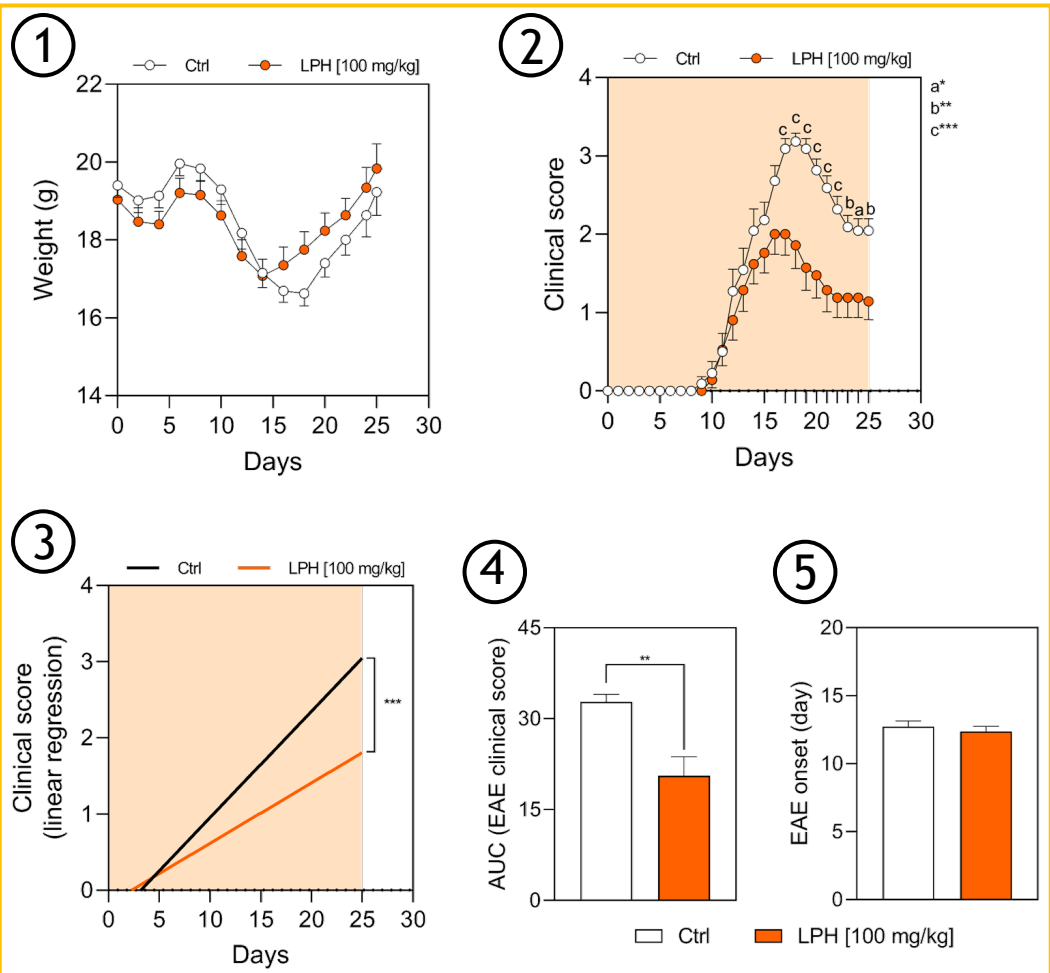 1
Ctrl LPH [100 mg/kg]
22
20
18
16
14
Weight (g)
0 5 10 15 20 25 30
Days
2
Ctrl LPH [100 mg/kg]
a*
b**
c***
4
3
2
1
0
Clinical score
c
c
c
c
c
c
b
a
b
0 5 10 15 20 25 30
Days
3
Ctrl LPH [100 mg/kg]
4
3
2
1
0
Clinical score
(linear regression)
***
0 5 10 15 20 25 30
Days
4
45
30
15
0
AUC (EAE clinical score)
**
5
20
15
10
5
0
EAE onset (day)
Ctrl LPH [100 mg/kg]